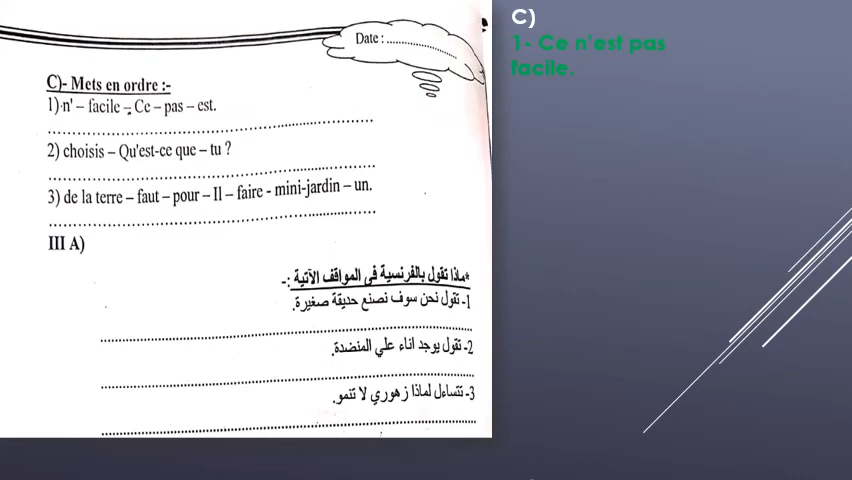 Date :
C)- Mets en ordre :-
1) n' – facile – Ce – pas – est.
2) choisis – Qu'est-ce que – tu ?
3) de la terre – faut – pour – Il – faire - mini-jardin – un.
III A)
*ماذا تقول بالفرنسية فى المواقف الآتية :-
1- تقول نحن سوف نصنع حديقة صغيرة.
2- تقول يوجد اناء علي المنضدة.
3- تتساءل لماذا زهوري لا تنمو.
C)
1- Ce n'est pas
facile.